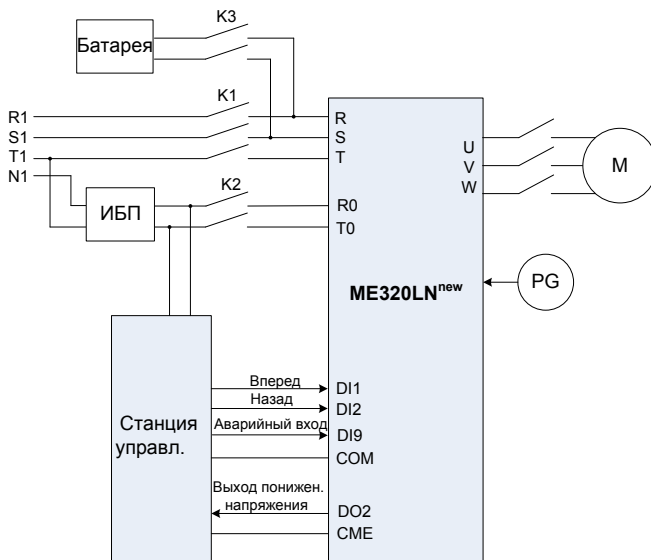 K3
Батарея
K1
R1
S1
T1
N1
R
S
T
K2
ИБП
R0
T0
U
V
W
M
ME320LNnew
PG
Станция
управл.
Вперед
DI1
Назад
DI2
Аварийный вход
DI9
COM
Выход понижен.
напряжения
DO2
CME